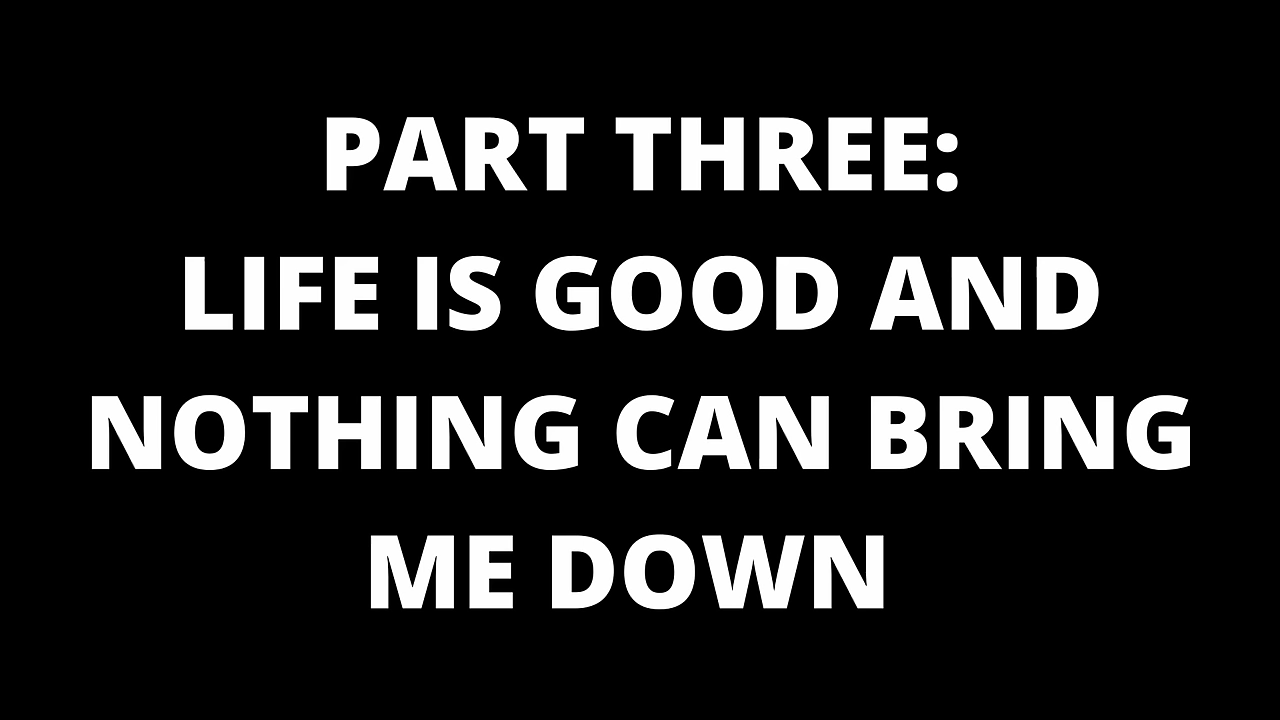 PART THREE:
LIFE IS GOOD AND
NOTHING CAN BRING
ME DOWN